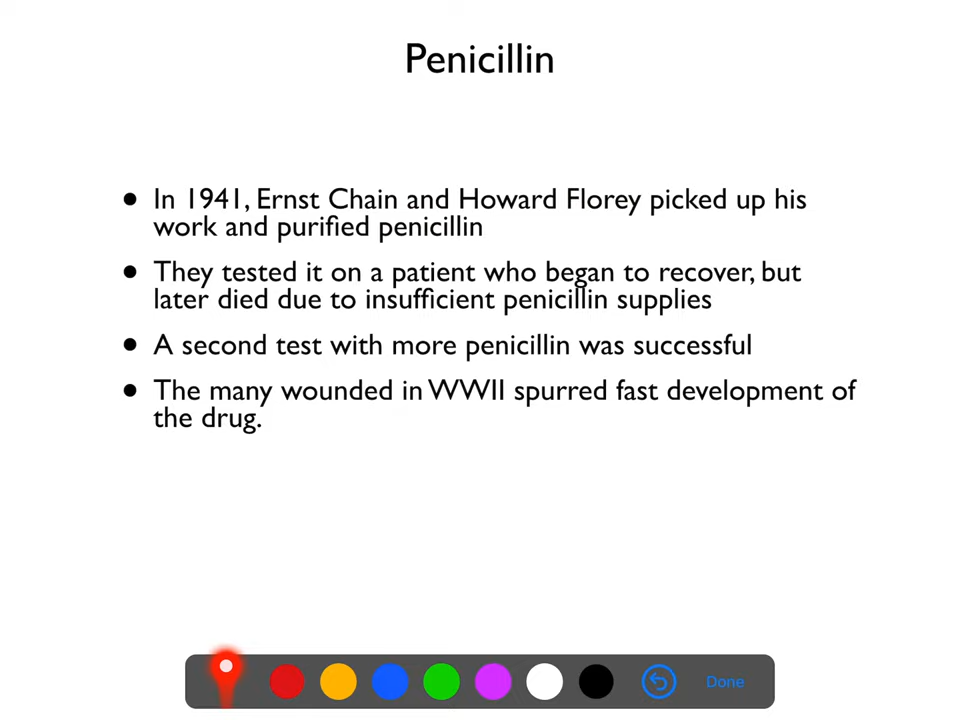 Penicillin
• In 1941, Ernst Chain and Howard Florey picked up his
work and purified penicillin
• They tested it on a patient who began to recover, but
later died due to insufficient penicillin supplies
• A second test with more penicillin was successful
• The many wounded in WWII spurred fast development of
the drug.
Done